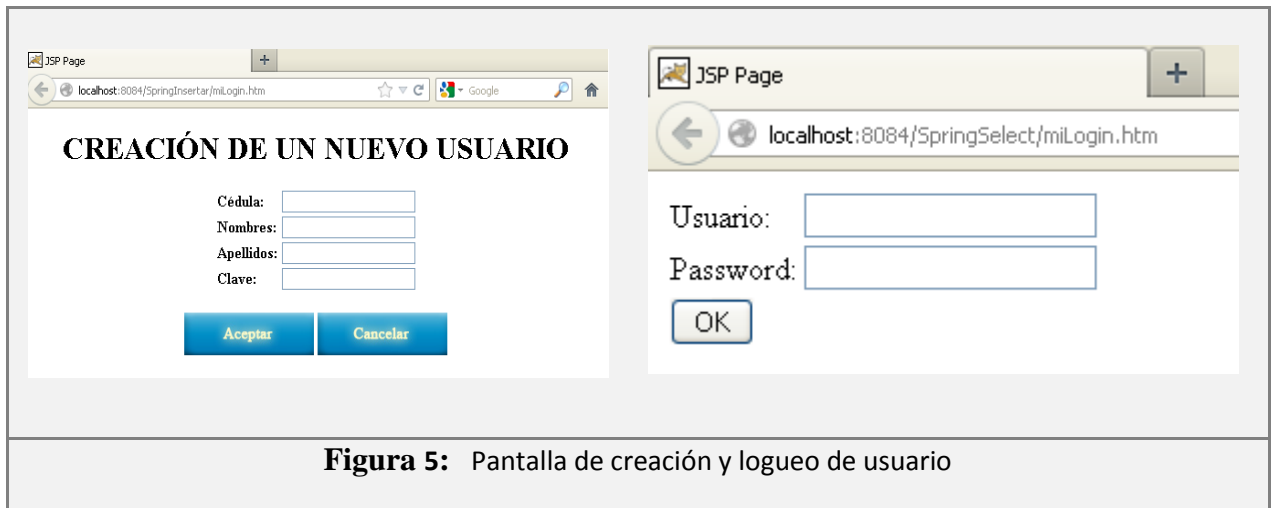 JSP Page
+
localhost:8084/SpringInsertar/miLogin.htm
Google
CREACIÓN DE UN NUEVO USUARIO
Cédula:
Nombres:
Apellidos:
Clave:
Aceptar Cancelar
JSP Page
+
localhost:8084/SpringSelect/miLogin.htm
Usuario:
Password:
OK
Figura 5: Pantalla de creación y logueo de usuario